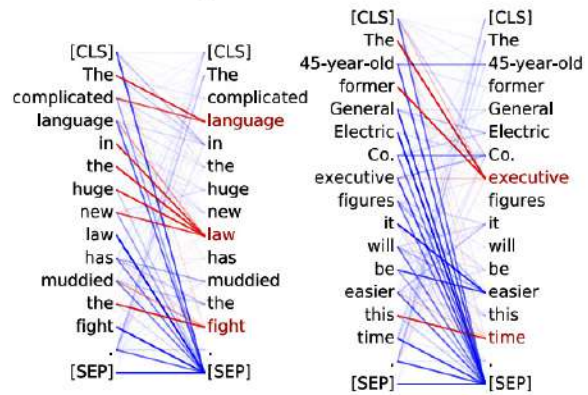 [CLS] [CLS]
The The
complicated complicated
language language
in in
the the
huge huge
new new
law law
has has
muddied muddied
the the
fight fight
. .
[SEP] [SEP]
[CLS] [CLS]
The The
45-year-old 45-year-old
former former
General General
Electric Electric
Co. Co.
executive executive
figures figures
it it
will will
be be
easier easier
this this
time time
. .
[SEP] [SEP]